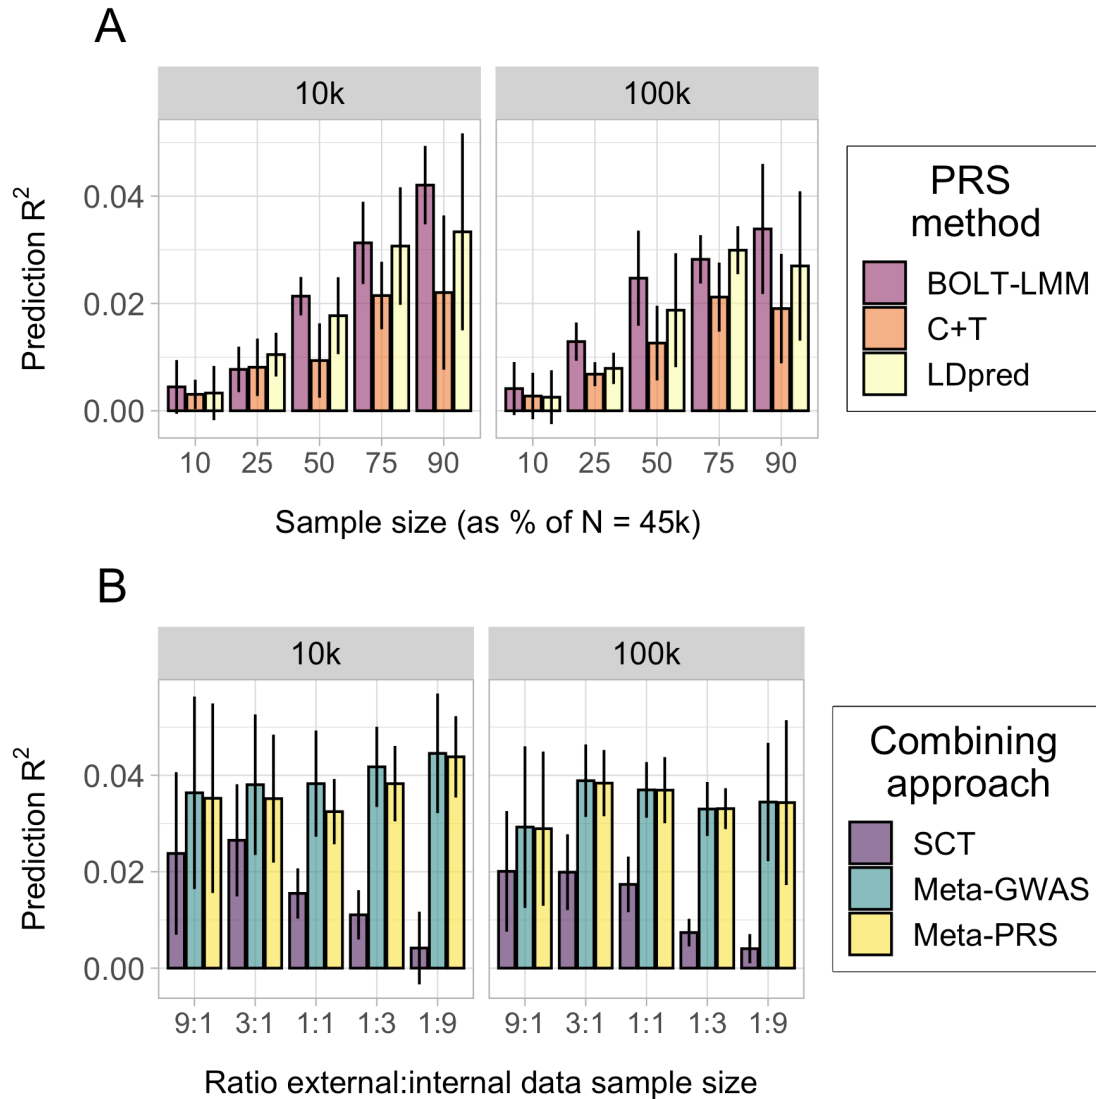 A
10k 100k
0.04
0.02
0.00
Prediction R²
10 25 50 75 90 10 25 50 75 90
Sample size (as % of N = 45k)
PRS
method
BOLT-LMM
C+T
LDpred
B
10k 100k
0.04
0.02
0.00
Prediction R²
9:1 3:1 1:1 1:3 1:9 9:1 3:1 1:1 1:3 1:9
Ratio external:internal data sample size
Combining
approach
SCT
Meta-GWAS
Meta-PRS